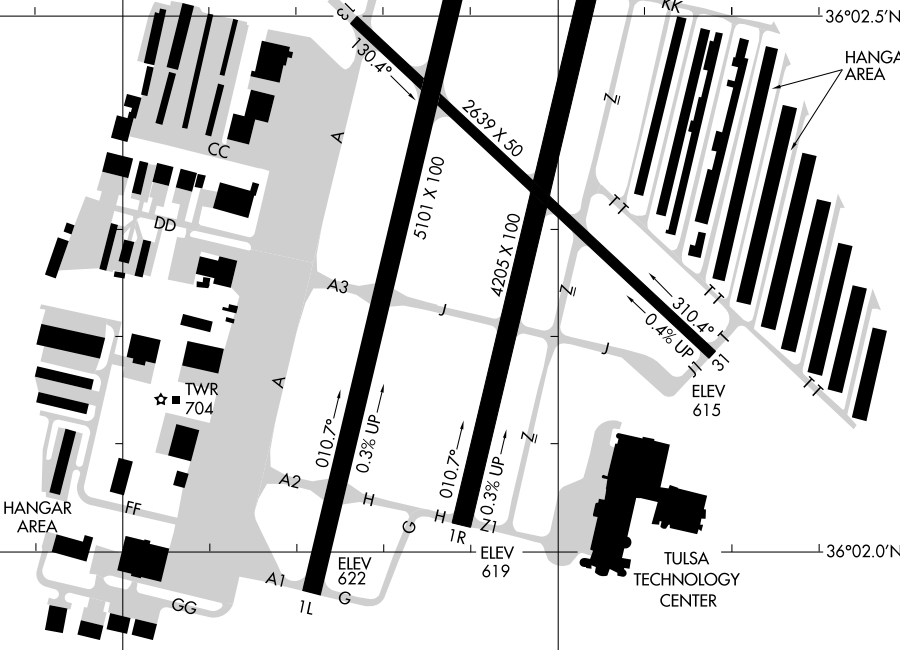 KK
36°02.5'N
13
HANGA
AREA
130.4°
Z
2639 X 50
A
CC
5101 X 100
TT
DD
4205 X 100
A3
Z
TT
J
310.4°
0.4% UP
T
J
31
J1
A
TWR
704
ELEV
615
TT
010.7°
0.3% UP
010.7°
0.3% UP
Z
A2
H
HANGAR
AREA
FF
G
H
Z1
1R
36°02.0'N
ELEV
622
ELEV
619
TULSA
TECHNOLOGY
CENTER
A1
GG
1L
G